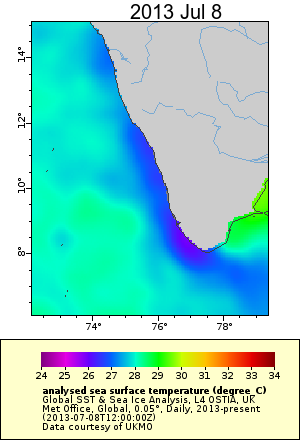 2013 Jul 8
14°
12°
10°
8°
74° 76° 78°
24 25 26 27 28 29 30 31 32 33 34
analysed sea surface temperature (degree_C)
Global SST & Sea Ice Analysis, L4 OSTIA, UK
Met Office, Global, 0.05°, Daily, 2013-present
(2013-07-08T12:00:00Z)
Data courtesy of UKMO